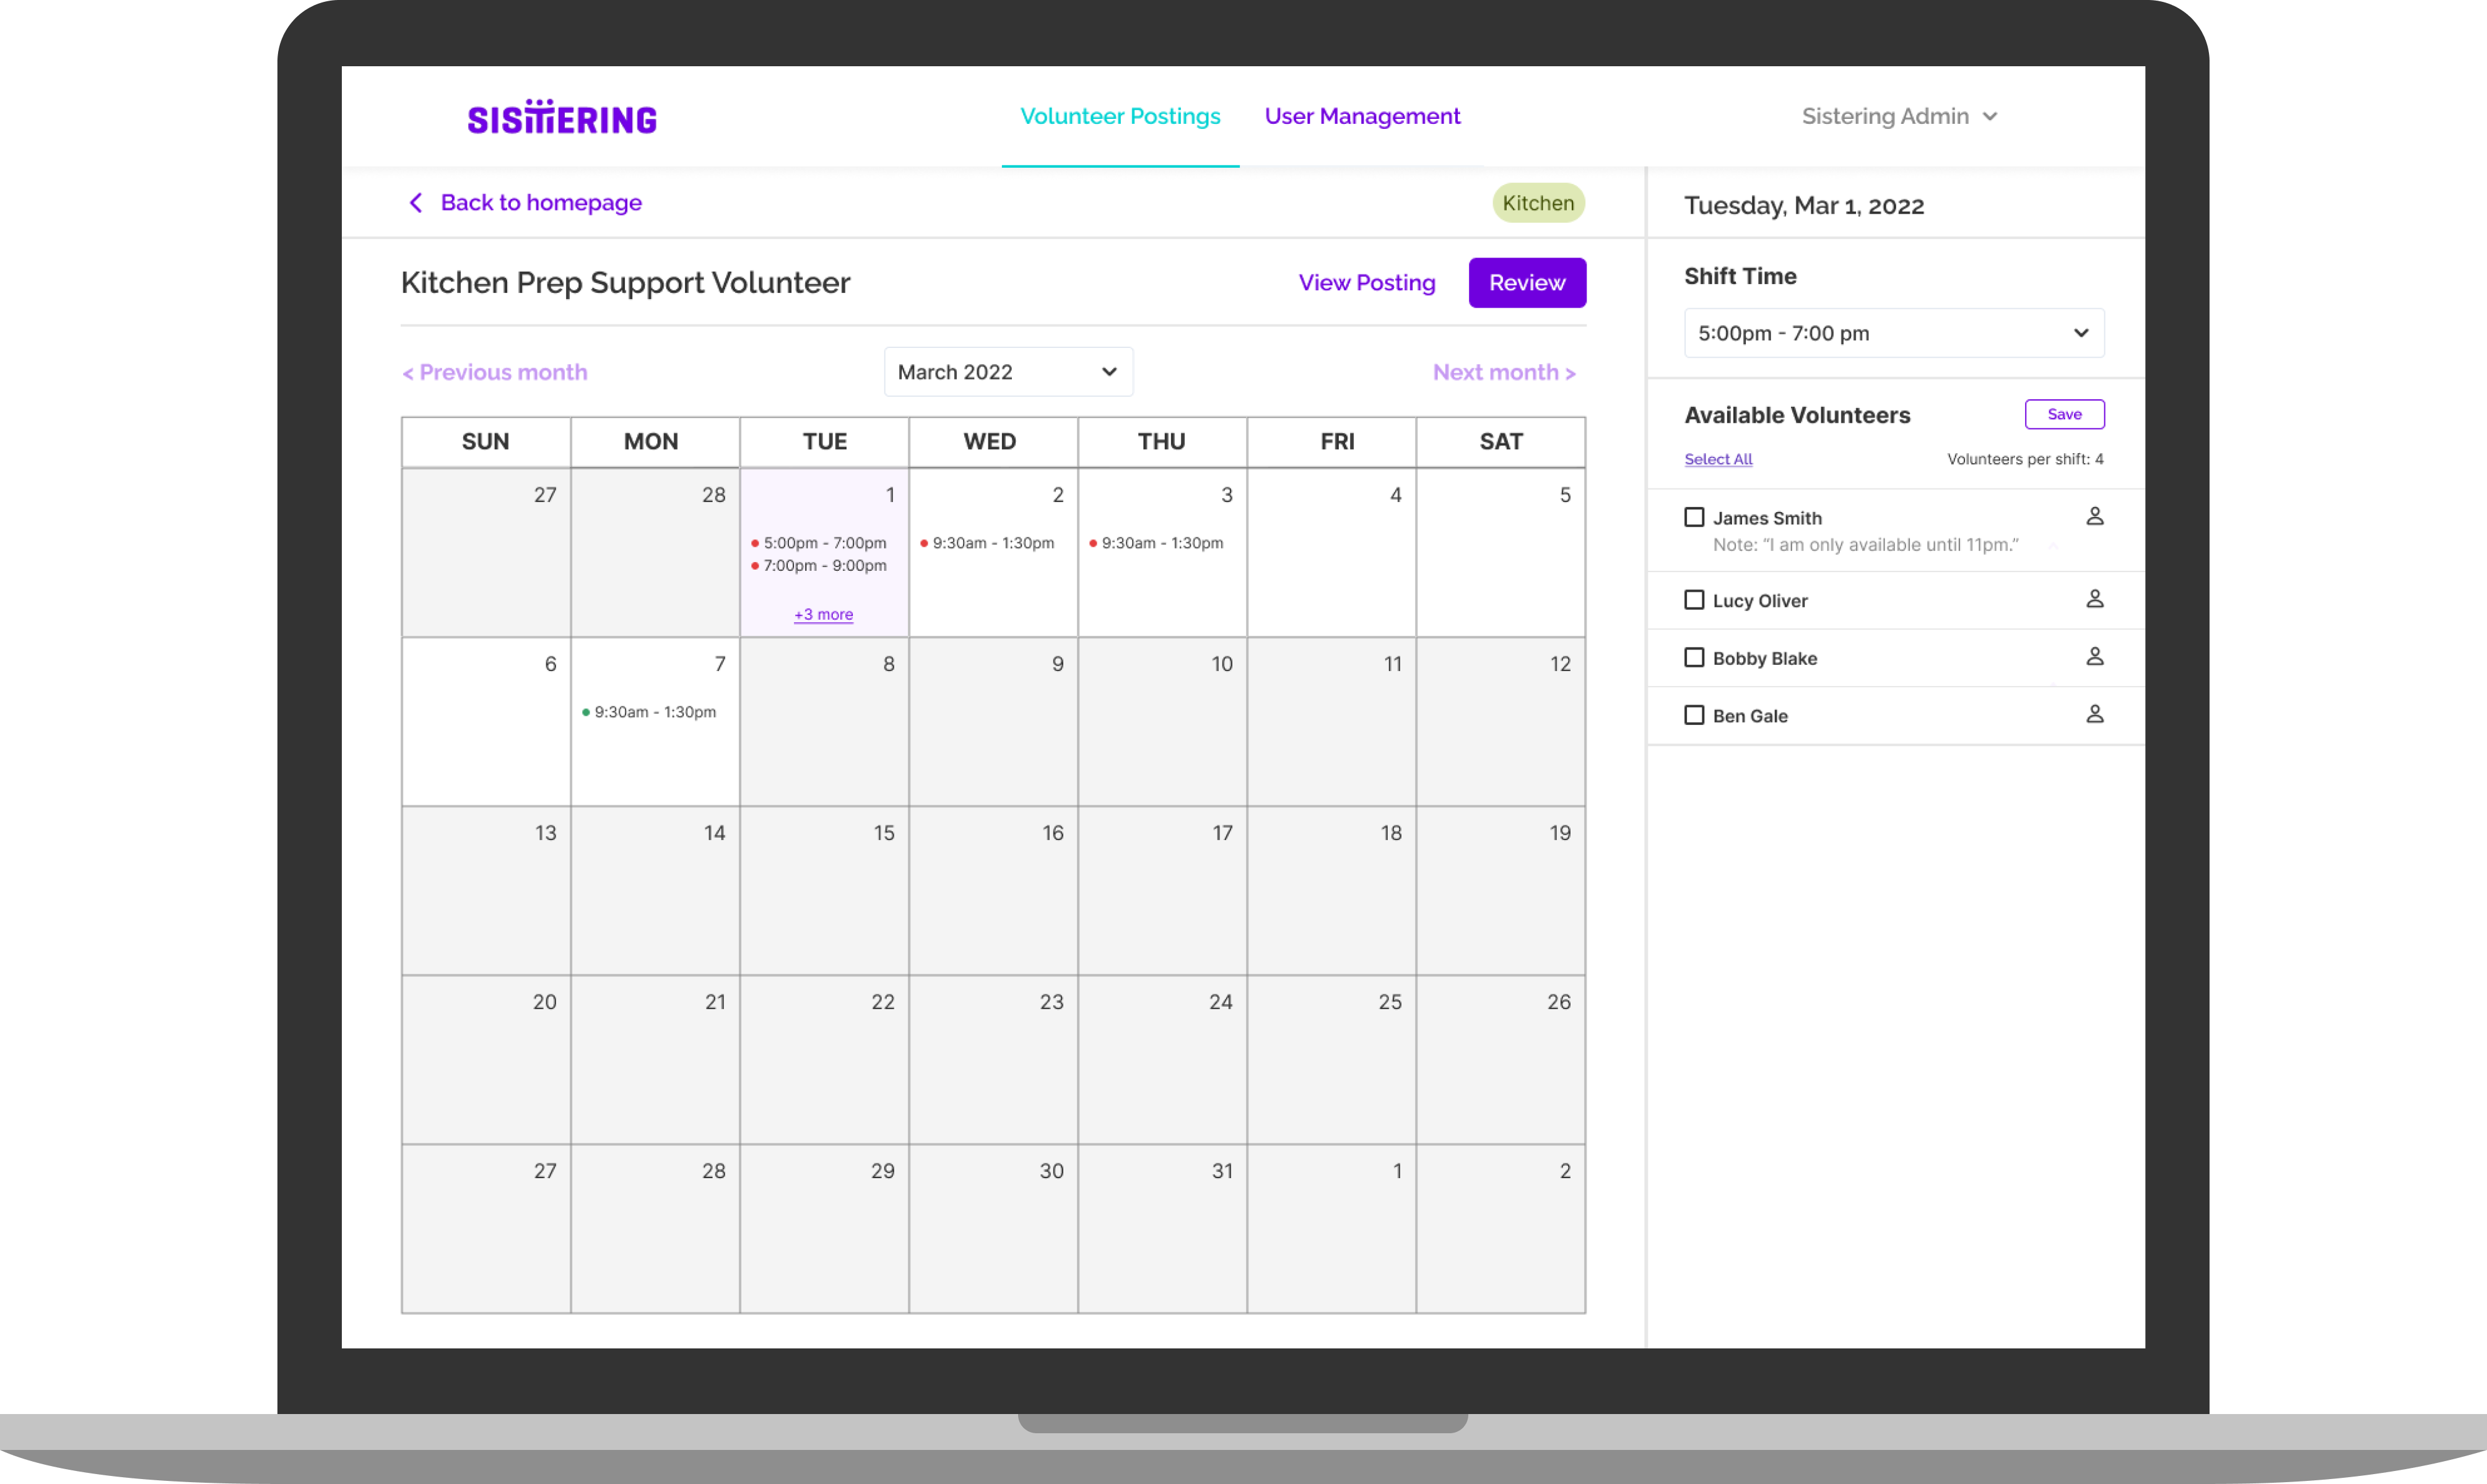 SISTERING
Volunteer Postings User Management
Sistering Admin
Back to homepage
Kitchen
Kitchen Prep Support Volunteer
View Posting Review
< Previous month March 2022 Next month >
SUN MON TUE WED THU FRI SAT
27 28 1 2 3 4 5
5:00pm - 7:00pm 9:30am - 1:30pm 9:30am - 1:30pm
7:00pm - 9:00pm
+3 more
6 7 8 9 10 11 12
9:30am - 1:30pm
13 14 15 16 17 18 19
20 21 22 23 24 25 26
27 28 29 30 31 1 2
Tuesday, Mar 1, 2022
Shift Time
5:00pm - 7:00 pm
Available Volunteers Save
Select All Volunteers per shift: 4
James Smith
Note: “I am only available until 11pm.”
Lucy Oliver
Bobby Blake
Ben Gale